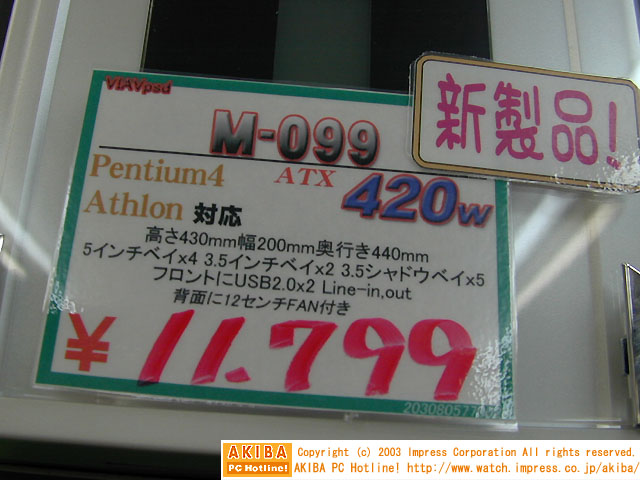 VIAVpsd
新製品!
M-099
Pentium4 ATX 420W
Athlon 対応
高さ430mm幅200mm奥行き440mm
5インチベイx4 3.5インチベイx2 3.5シャドウベイx5
フロントにUSB2.0x2 Line-in,out
背面に12センチFAN付き
¥11.799
AKIBA PC Hotline!
Copyright (c) 2003 Impress Corporation All rights reserved.
AKIBA PC Hotline! http://www.watch.impress.co.jp/akiba/